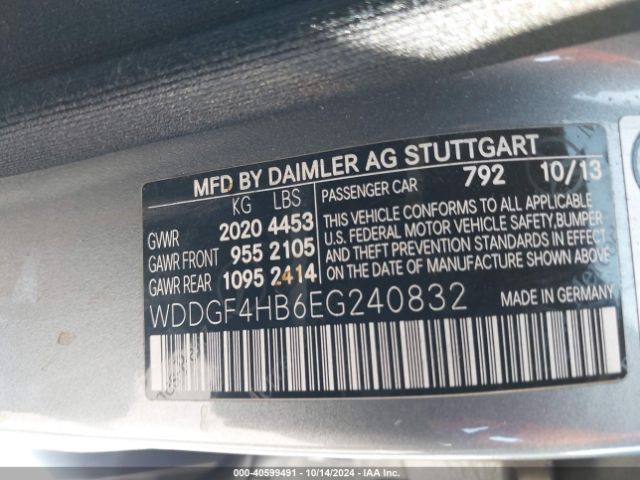 MFD BY DAIMLER AG STUTTGART
KG LBS
GVWR 2020 4453
GAWR FRONT 955 2105
GAWR REAR 1095 2414
PASSENGER CAR 792 10/13
THIS VEHICLE CONFORMS TO ALL APPLICABLE
U.S. FEDERAL MOTOR VEHICLE SAFETY, BUMPER
AND THEFT PREVENTION STANDARDS IN EFFECT
ON THE DATE OF MANUFACTURE SHOWN ABOVE.
WDDGF4HB6EG240832
MADE IN GERMANY
000-40599491 - 10/14/2024 - IAA Inc.